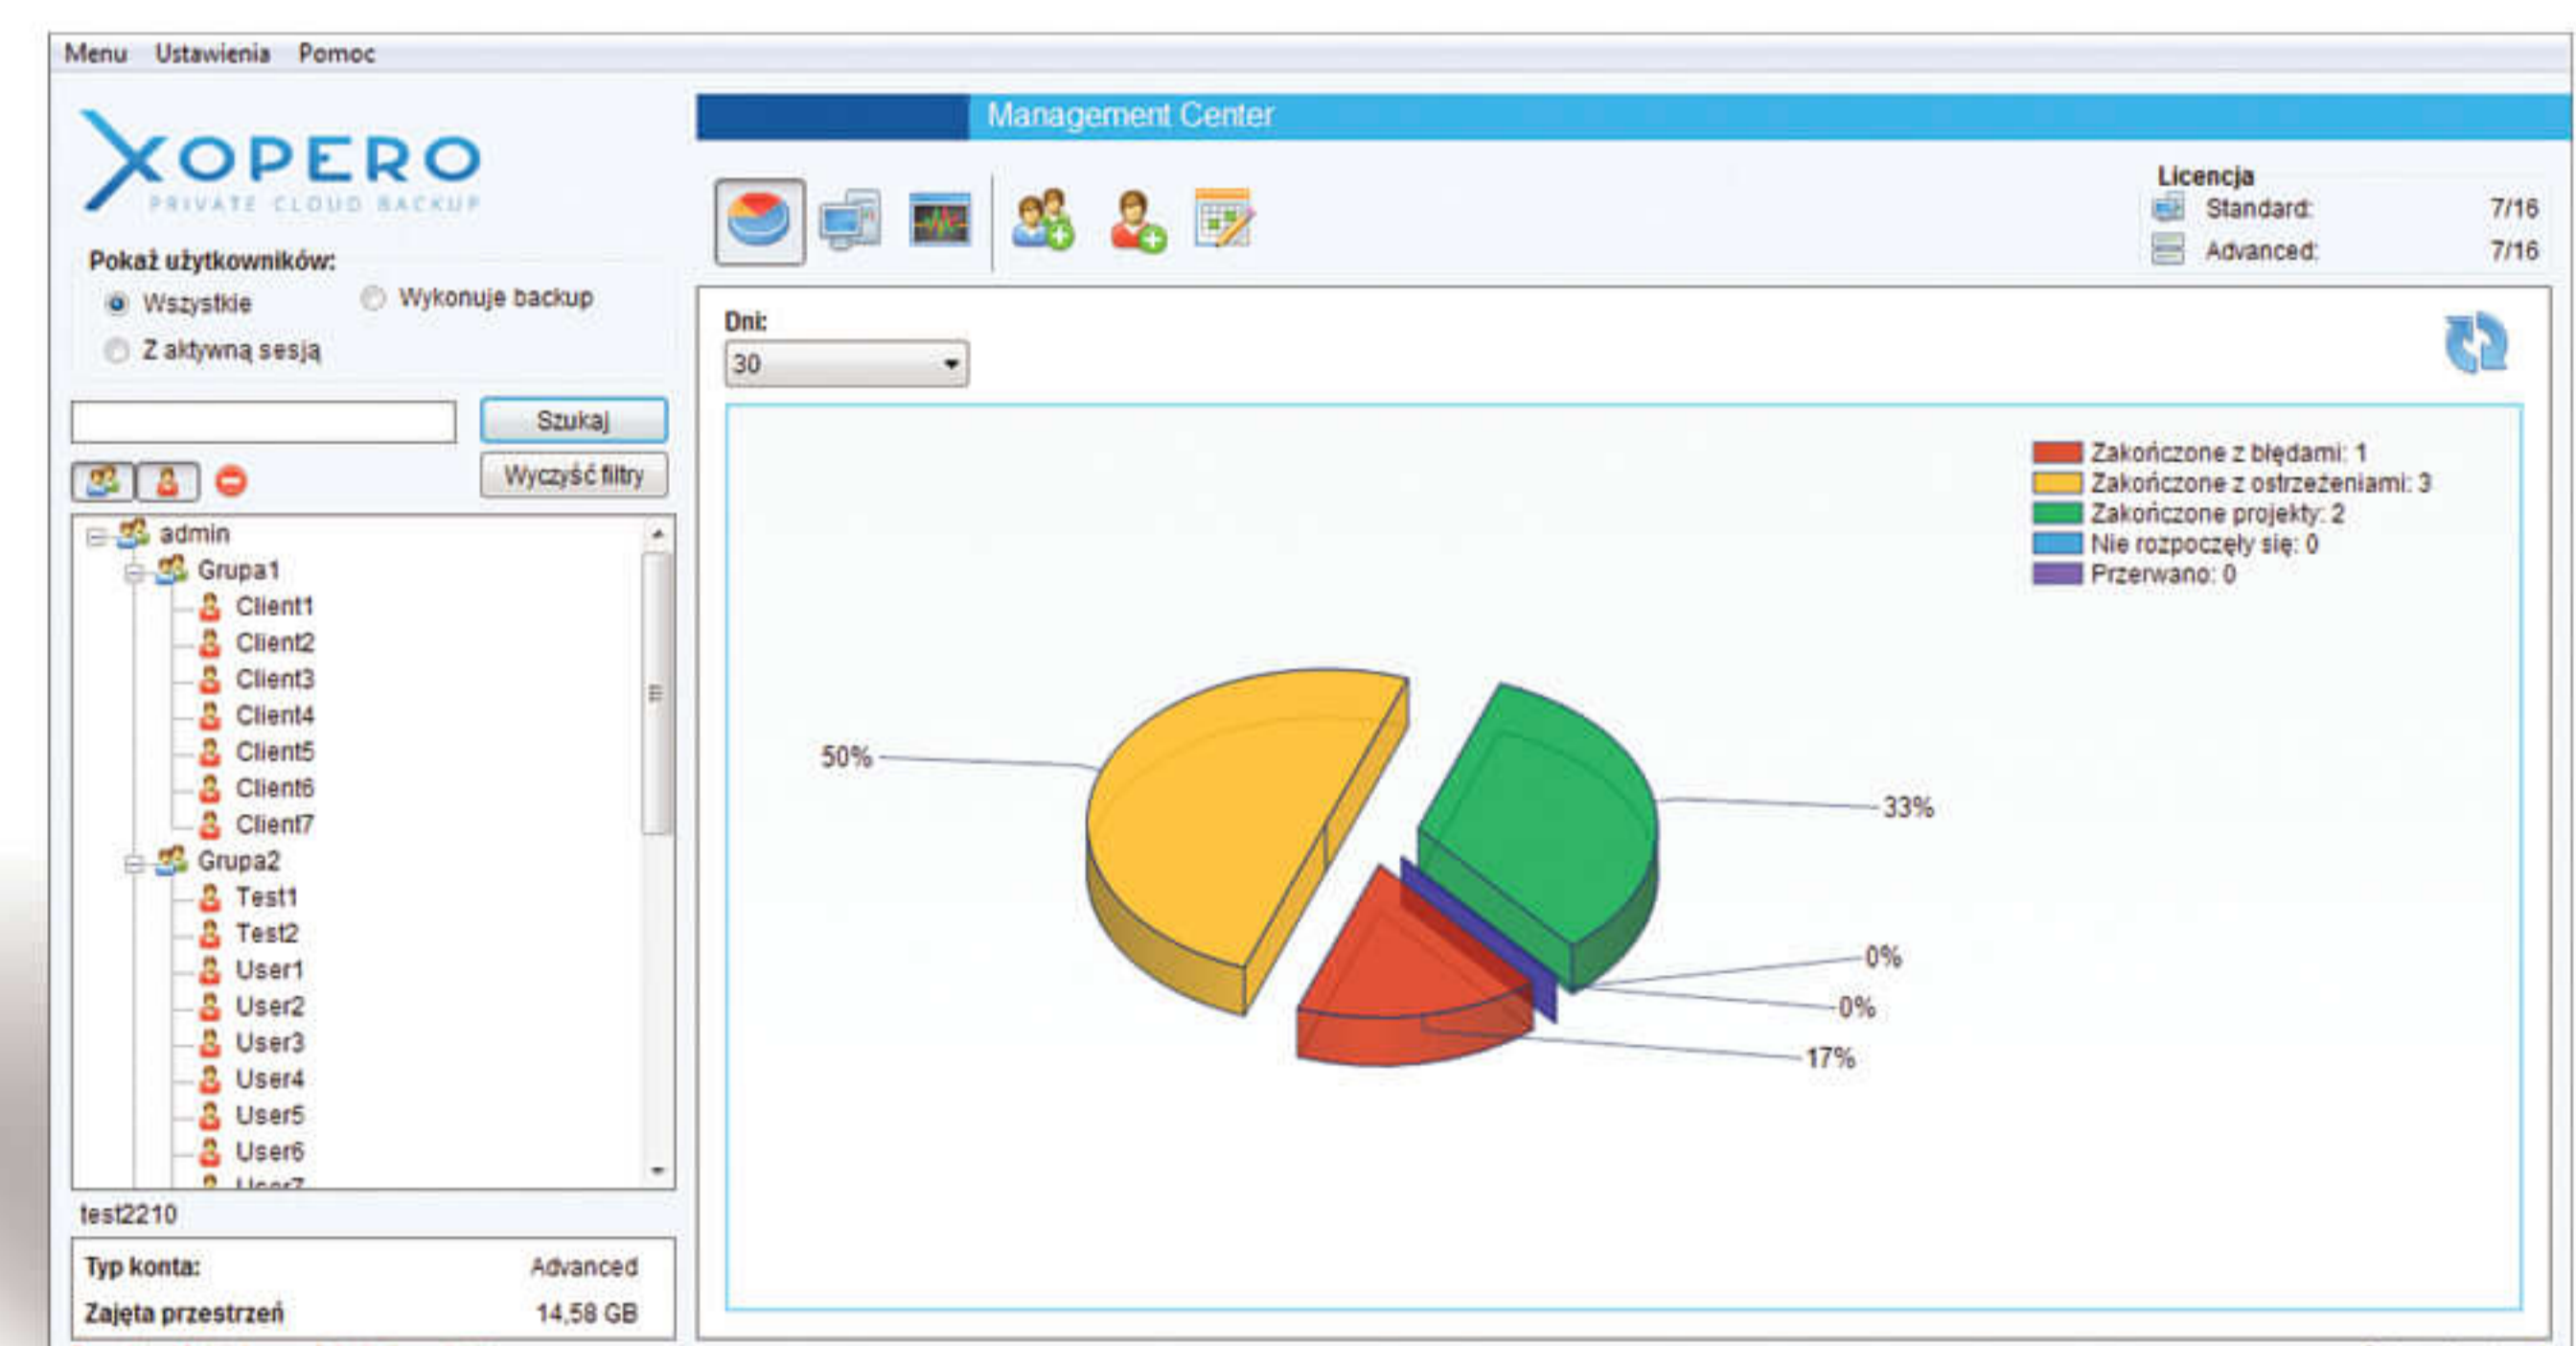 Menu Ustawienia Pomoc
XOPERO
PRIVATE CLOUD BACKUP
Pokaż użytkowników:
Wszystkie
Wykonuje backup
Z aktywną sesją
Szukaj
Wyczyść filtry
admin
Grupa1
Client1
Client2
Client3
Client4
Client5
Client6
Client7
Grupa2
Test1
Test2
User1
User2
User3
User4
User5
User6
User7
test2210
Typ konta: Advanced
Zajęta przestrzeń 14,58 GB
Management Center
Licencja
Standard: 7/16
Advanced: 7/16
Dni:
30
Zakończone z błędami: 1
Zakończone z ostrzeżeniami: 3
Zakończone projekty: 2
Nie rozpoczęły się: 0
Przerwano: 0
50%
33%
0%
0%
17%